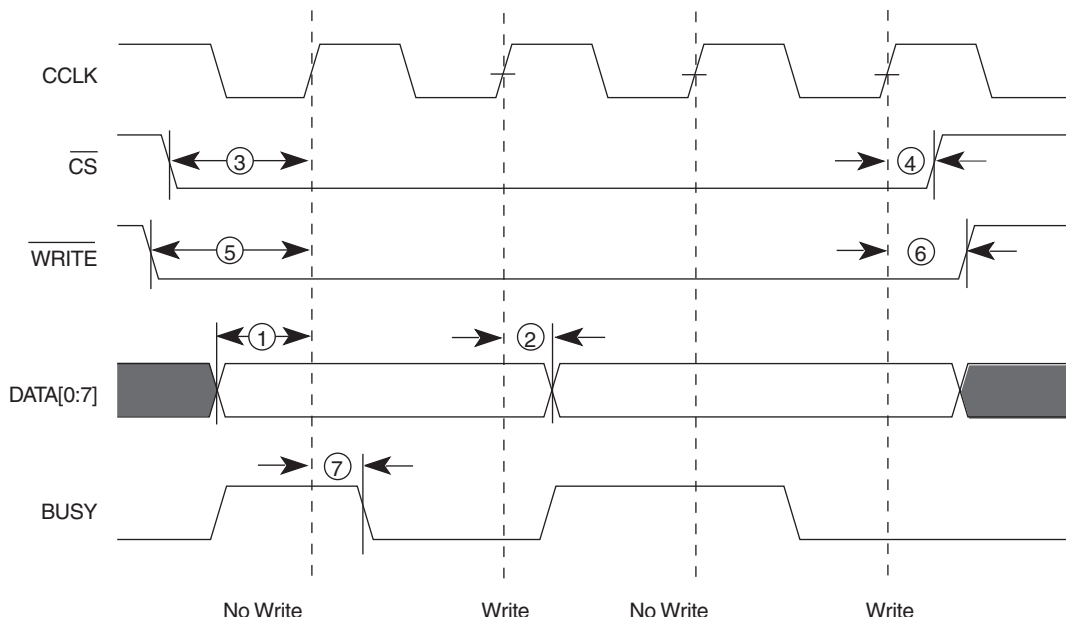 CCLK
CS
③ ④
WRITE
⑤ ⑥
① ②
DATA[0:7]
⑦
BUSY
No Write Write No Write Write